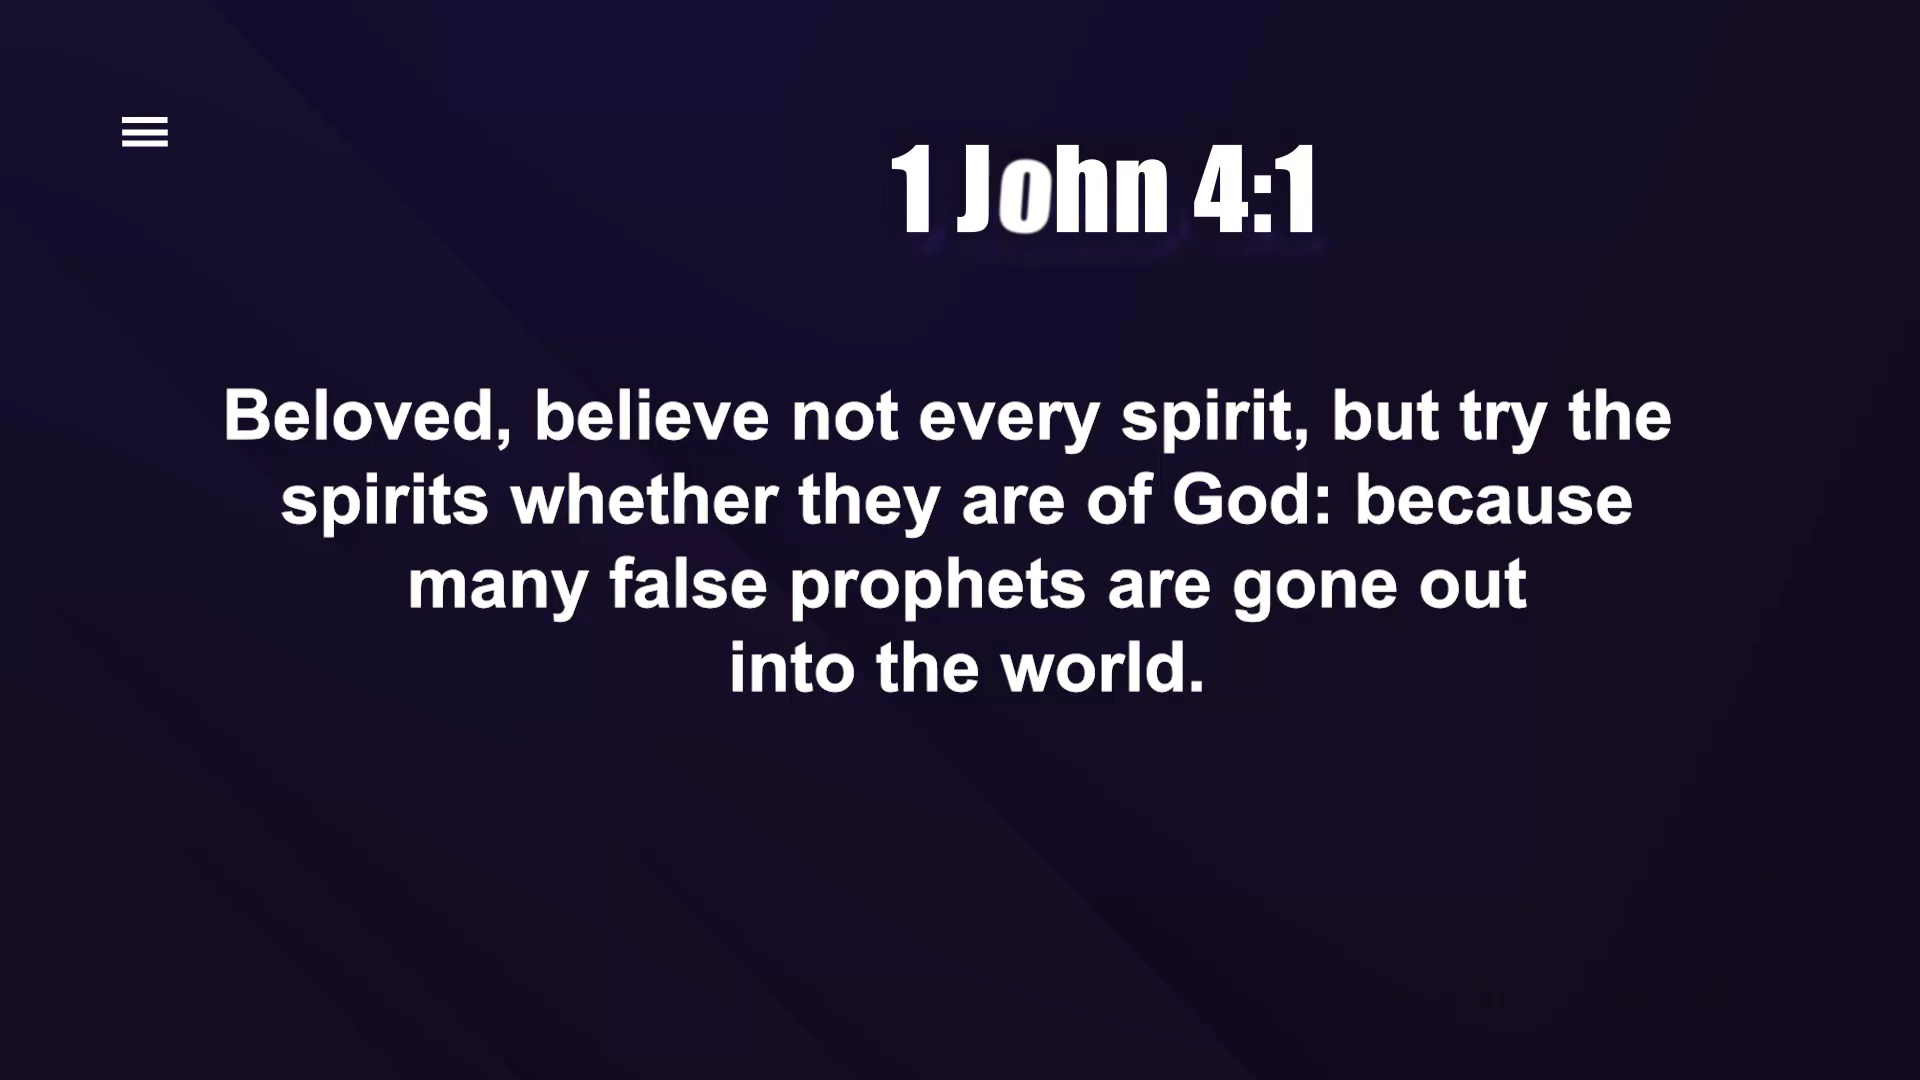 1 John 4:1
Beloved, believe not every spirit, but try the
spirits whether they are of God: because
many false prophets are gone out
into the world.